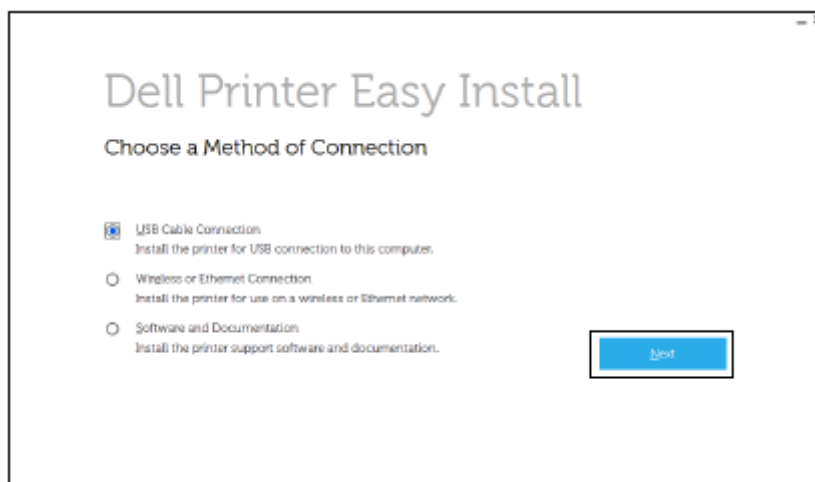 Dell Printer Easy Install
Choose a Method of Connection
USB Cable Connection
Install the printer for USB connection to this computer.
Wireless or Ethernet Connection
Install the printer for use on a wireless or Ethernet network.
Software and Documentation
Install the printer support software and documentation.
Next